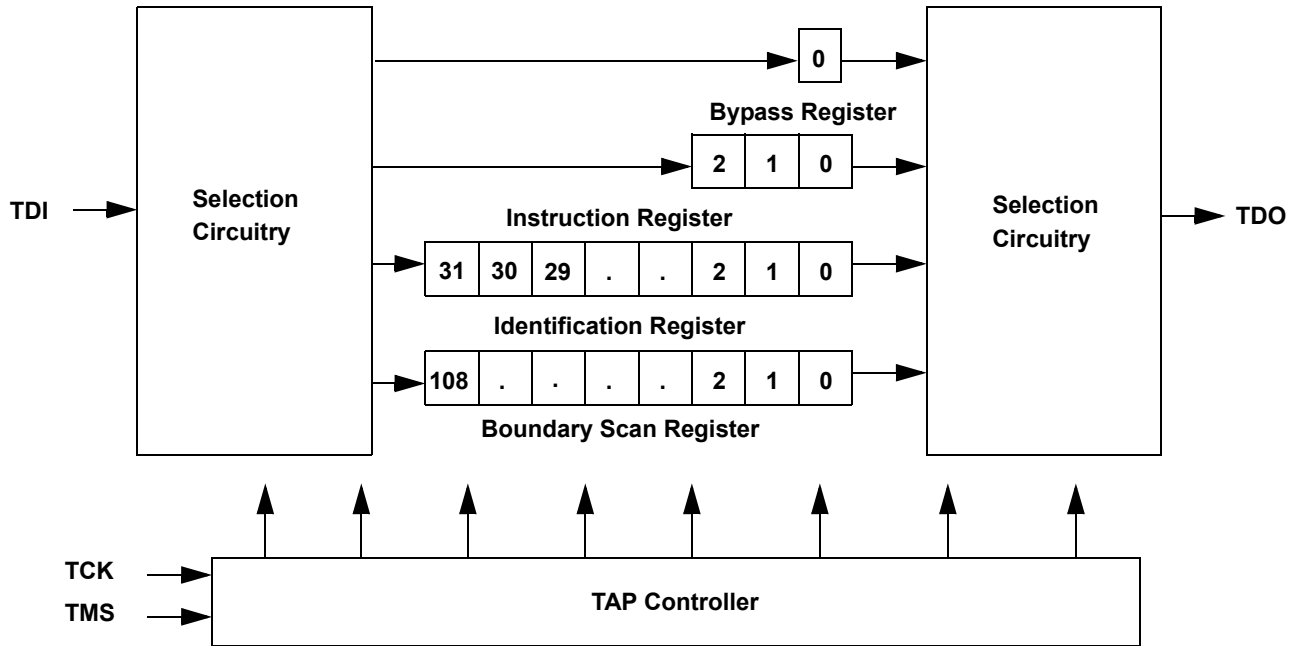 0
Bypass Register
2 1 0
TDI
Selection
Circuitry
Instruction Register
Selection
Circuitry
TDO
31 30 29 . . 2 1 0
Identification Register
108 . . . . 2 1 0
Boundary Scan Register
TCK
TMS
TAP Controller